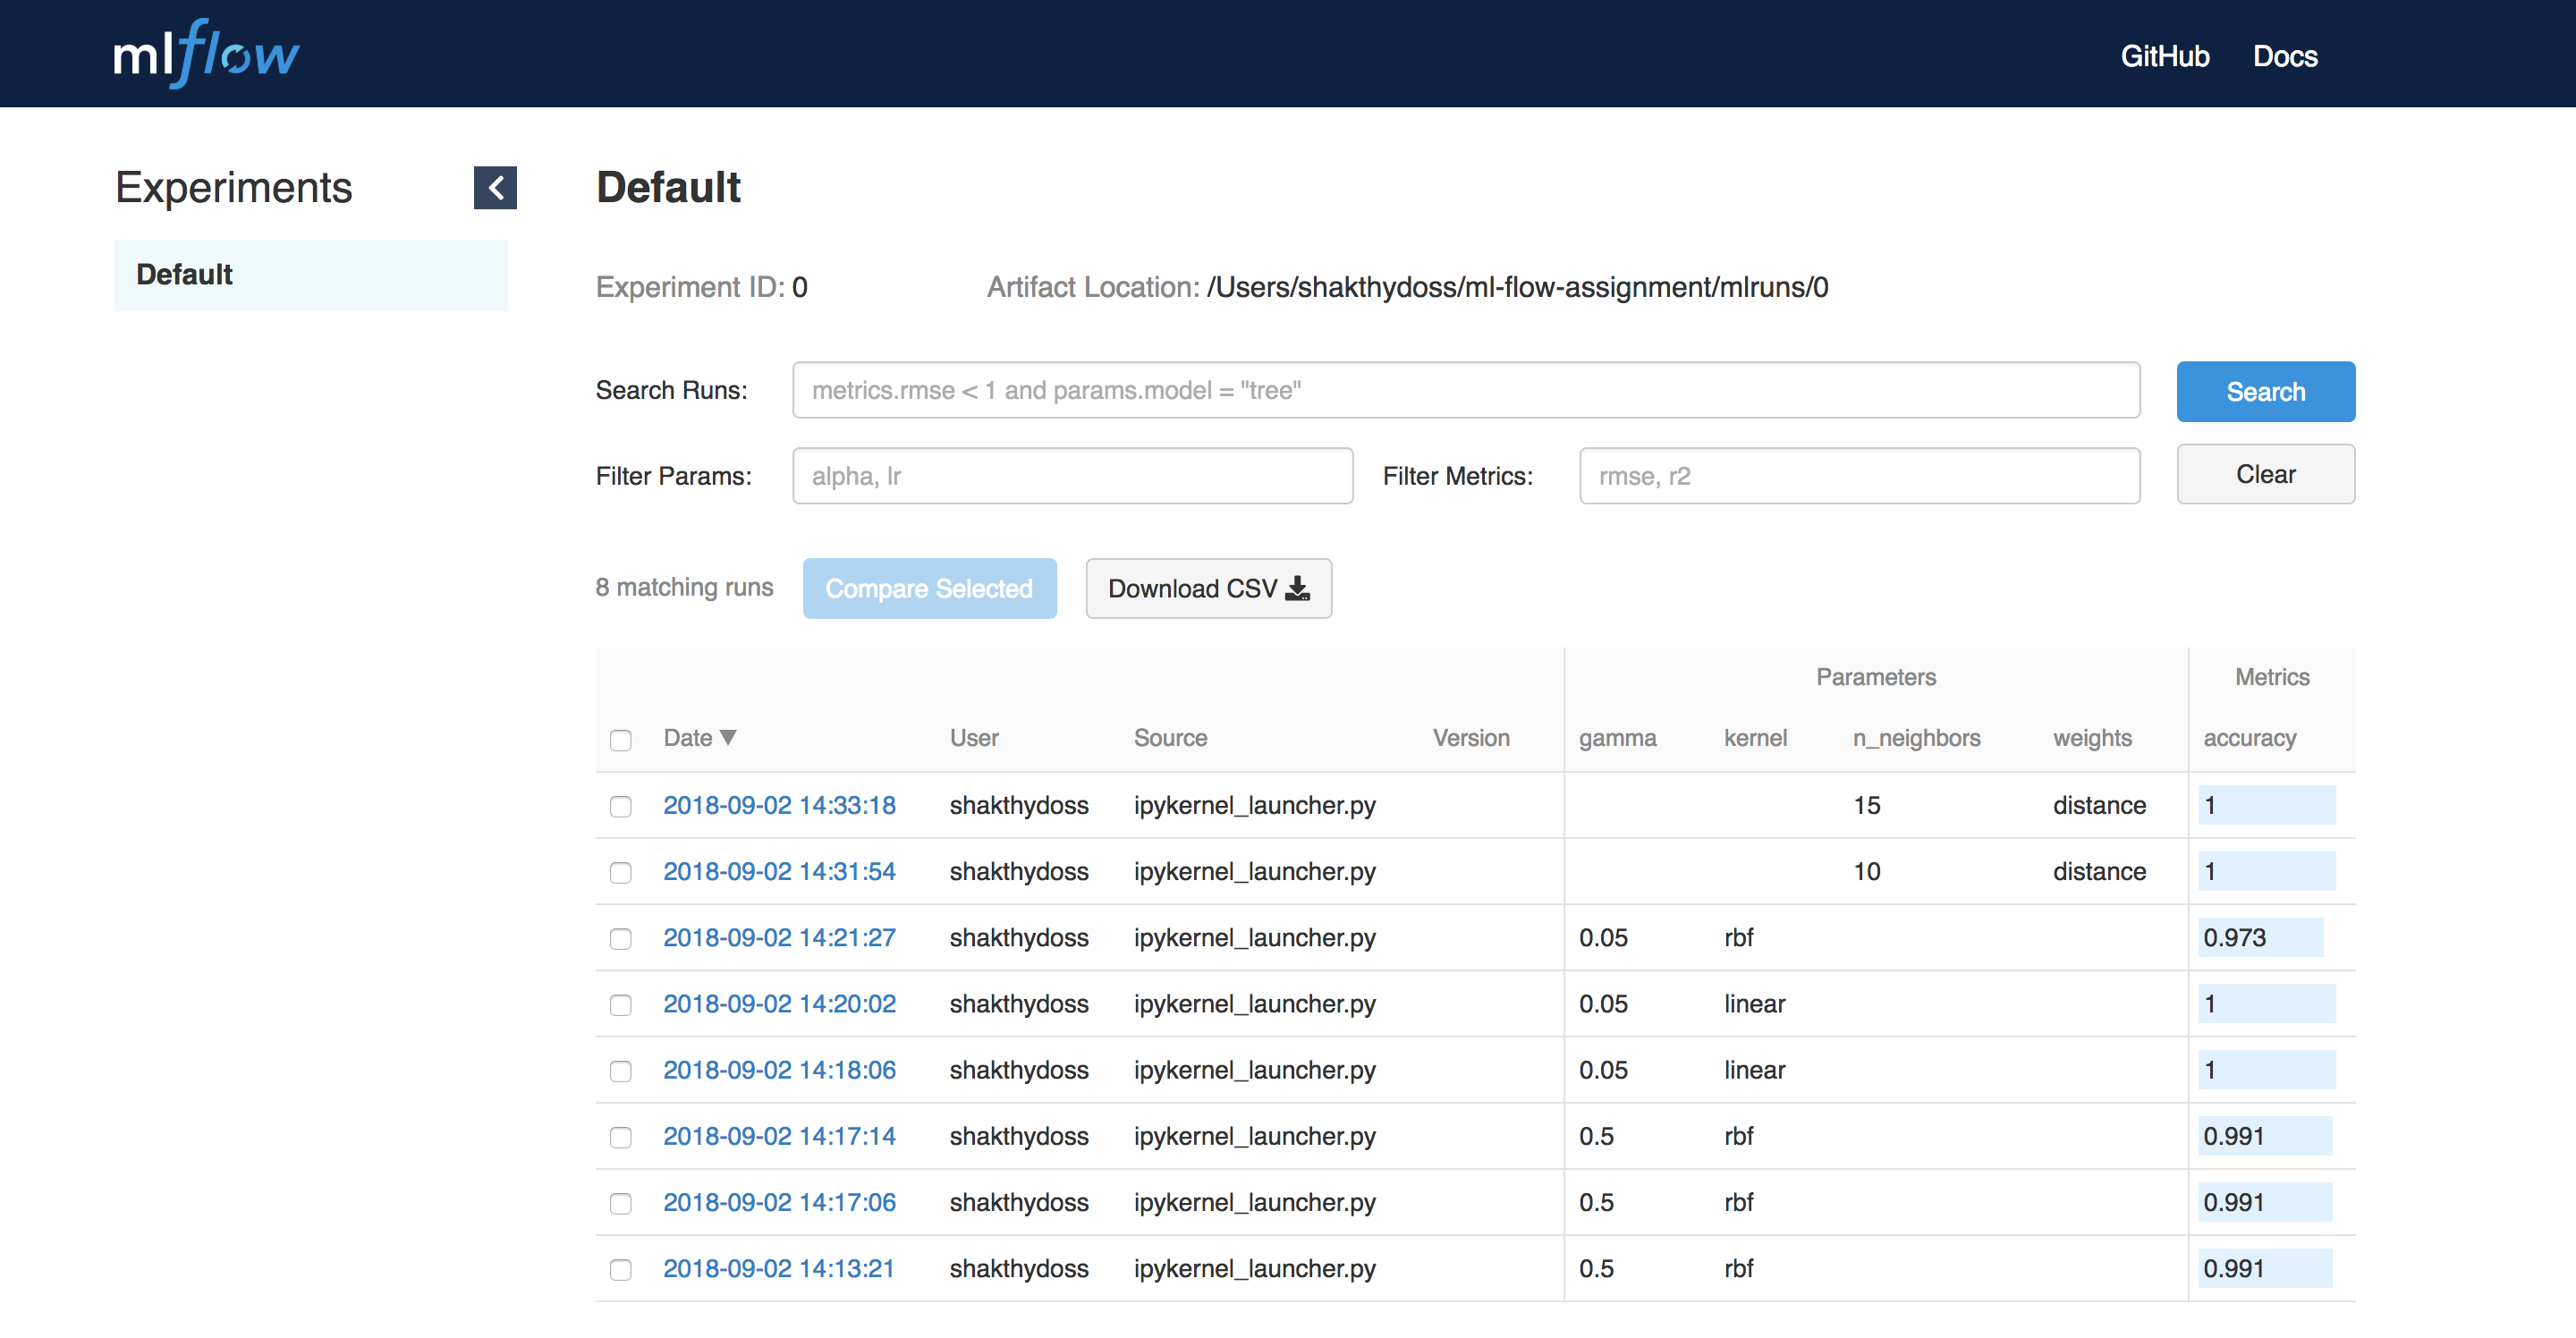 mlflow GitHub Docs
Experiments
Default
Default
Experiment ID: 0 Artifact Location: /Users/shakthydoss/ml-flow-assignment/mlruns/0
Search Runs: metrics.rmse < 1 and params.model = "tree" Search
Filter Params: alpha, lr Filter Metrics: rmse, r2 Clear
8 matching runs Compare Selected Download CSV
Parameters Metrics
Date ▼ User Source Version gamma kernel n_neighbors weights accuracy
2018-09-02 14:33:18 shakthydoss ipykernel_launcher.py 15 distance 1
2018-09-02 14:31:54 shakthydoss ipykernel_launcher.py 10 distance 1
2018-09-02 14:21:27 shakthydoss ipykernel_launcher.py 0.05 rbf 0.973
2018-09-02 14:20:02 shakthydoss ipykernel_launcher.py 0.05 linear 1
2018-09-02 14:18:06 shakthydoss ipykernel_launcher.py 0.05 linear 1
2018-09-02 14:17:14 shakthydoss ipykernel_launcher.py 0.5 rbf 0.991
2018-09-02 14:17:06 shakthydoss ipykernel_launcher.py 0.5 rbf 0.991
2018-09-02 14:13:21 shakthydoss ipykernel_launcher.py 0.5 rbf 0.991